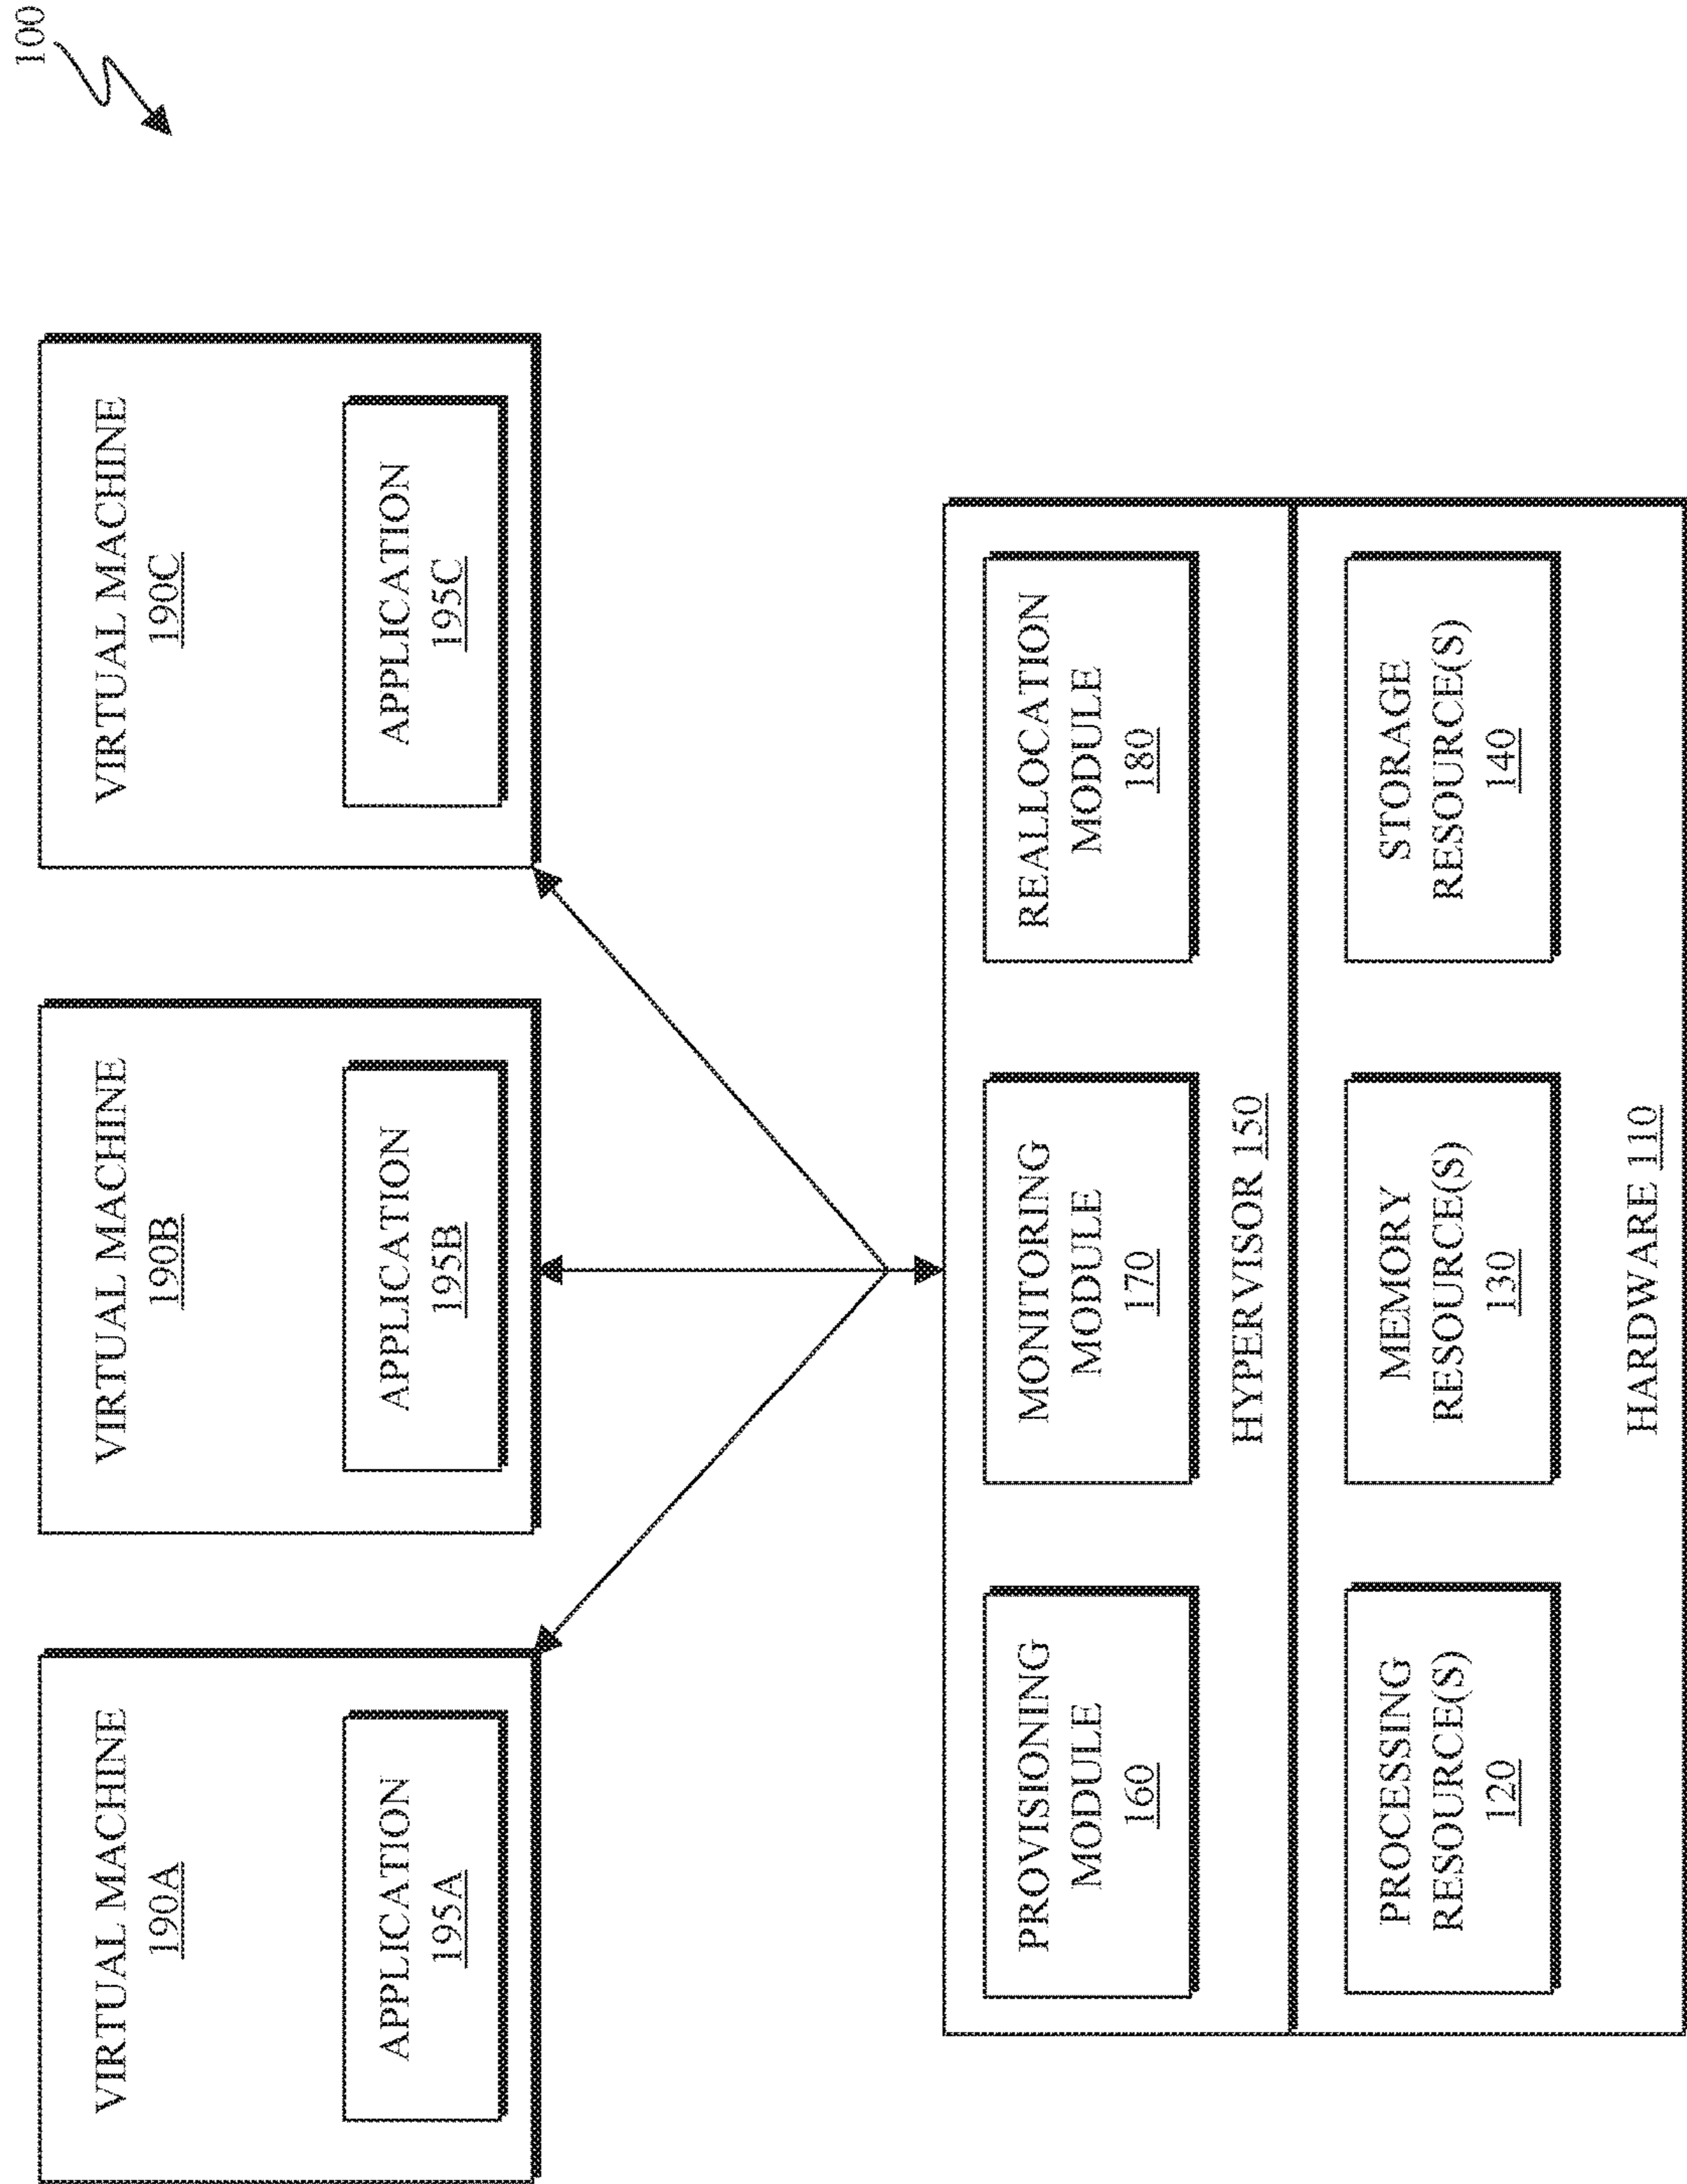 100
VIRTUAL MACHINE
190A
APPLICATION
195A
VIRTUAL MACHINE
190B
APPLICATION
195B
VIRTUAL MACHINE
190C
APPLICATION
195C
PROVISIONING
MODULE
160
MONITORING
MODULE
170
REALLOCATION
MODULE
180
HYPERVISOR 150
PROCESSING
RESOURCE(S)
120
MEMORY
RESOURCE(S)
130
STORAGE
RESOURCE(S)
140
HARDWARE 110